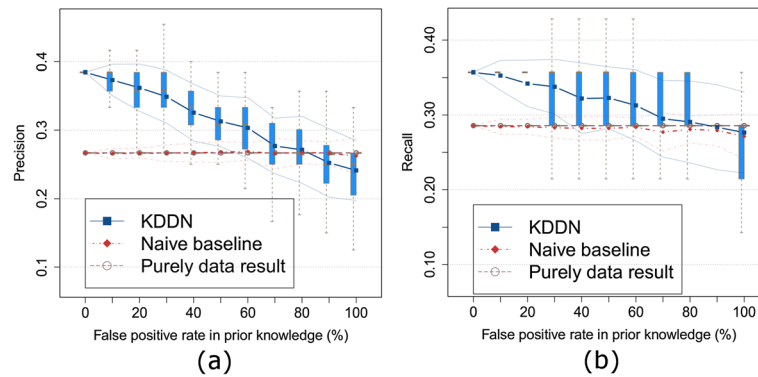 Precision
0.4
0.3
0.2
0.1
KDDN
Naive baseline
Purely data result
0 20 40 60 80 100
False positive rate in prior knowledge (%)
(a)
Recall
0.40
0.30
0.20
0.10
KDDN
Naive baseline
Purely data result
0 20 40 60 80 100
False positive rate in prior knowledge (%)
(b)